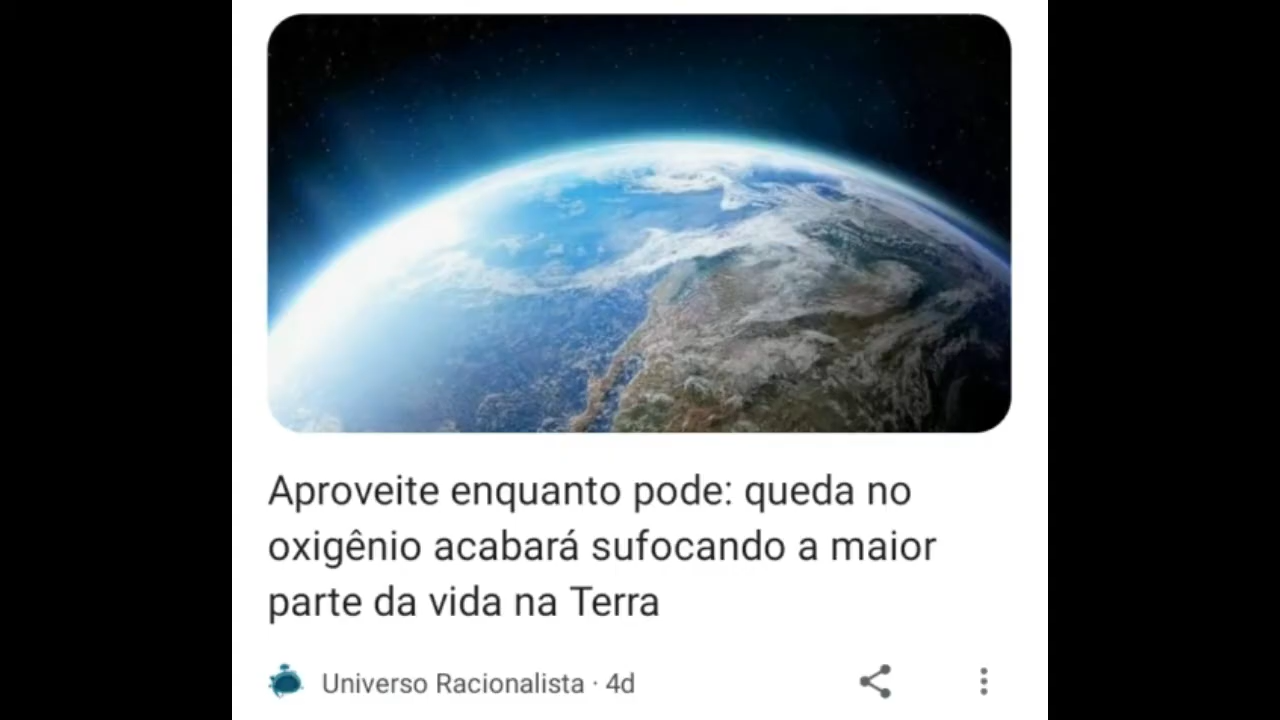 Aproveite enquanto pode: queda no
oxigênio acabará sufocando a maior
parte da vida na Terra
Universo Racionalista · 4d